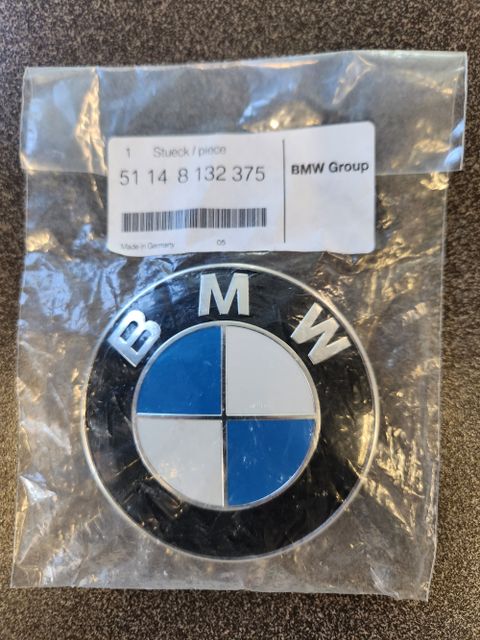 1 Stueck / piece
51 14 8 132 375
BMW Group
Made in Germany 05
B M W